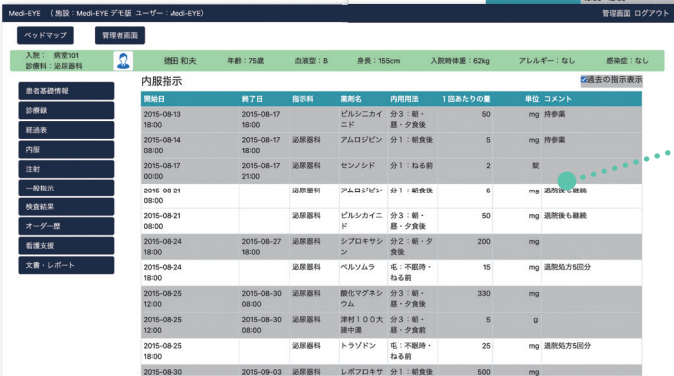 Medi-EYE （施設：Medi-EYE デモ版 ユーザー：Medi-EYE）
管理画面 ログアウト
ベッドマップ
管理者画面
入院： 病室101
診療科：泌尿器科
徳田 和夫 年齢：75歳 血液型：B 身長：155cm 入院時体重：62kg アレルギー：なし 感染症：なし
患者基礎情報
診療録
経過表
内服
注射
一般指示
検査結果
オーダー歴
看護支援
文書・レポート
内服指示
過去の指示表示
開始日 終了日 指示科 薬剤名 内用用法 1回あたりの量 単位 コメント
2015-08-13 2015-08-17 ピルシニカイ 分3：朝・ 50 mg 持参薬
18:00 18:00 ニド 昼・夕食後
2015-08-14 2015-08-17 泌尿器科 アムロジピン 分1：朝食後 5 mg 持参薬
08:00 18:00
2015-08-17 2015-08-17 泌尿器科 センノシド 分1：ねる前 2 錠
00:00 21:00
2015-08-21 泌尿器科 アムロジピン 分1：朝食後 mg 退院後も継続
08:00
2015-08-21 泌尿器科 ピルシカイニ 分3：朝・ 50 mg 退院後も継続
08:00 ド 昼・夕食後
2015-08-24 2015-08-27 泌尿器科 シプロキサシ 分2：朝・夕 200 mg
18:00 18:00 ン 食後
2015-08-24 泌尿器科 ベルソムラ 屯：不眠時・ 15 mg 退院処方5回分
18:00 ねる前
2015-08-25 2015-08-30 泌尿器科 酸化マグネシ 分3：朝・ 330 mg
12:00 08:00 ウム 昼・夕食後
2015-08-25 2015-08-30 泌尿器科 津村100大 分3：朝・ 5 g
12:00 08:00 建中湯 昼・夕食前
2015-08-25 泌尿器科 トラゾドン 屯：不眠時・ 25 mg 退院処方5回分
18:00 ねる前
2015-08-30 2015-09-03 泌尿器科 レボフロキサ 分1：朝食後 500 mg